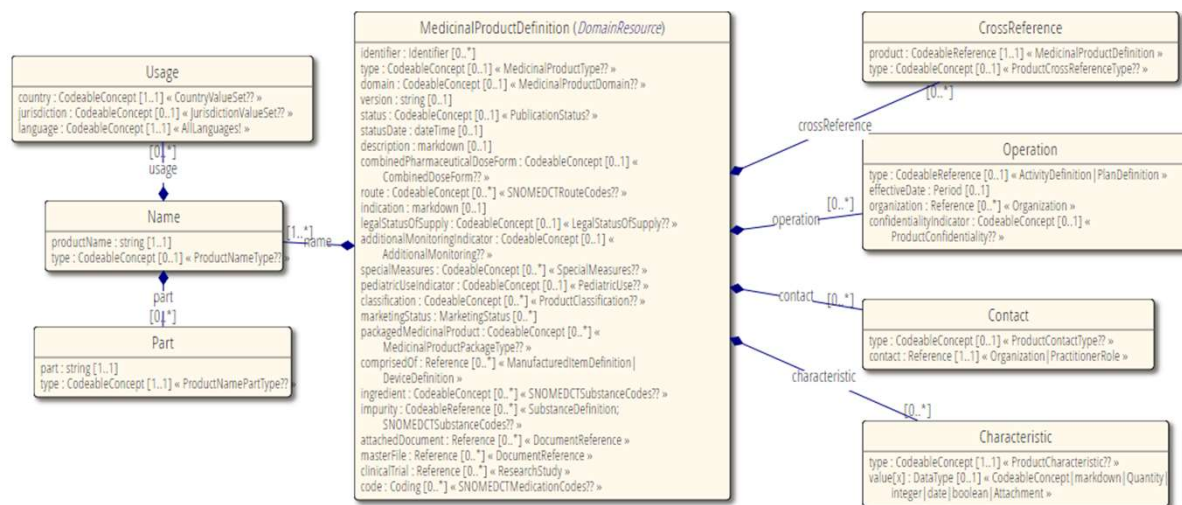 Usage
country : CodeableConcept [1..1] « CountryValueSet?? »
jurisdiction : CodeableConcept [0..1] « JurisdictionValueSet?? »
language : CodeableConcept [1..1] « AllLanguages! »
[0..*]
usage
Name
productName : string [1..1]
type : CodeableConcept [0..1] « ProductNameType?? »
part
[0..*]
Part
part : string [1..1]
type : CodeableConcept [1..1] « ProductNamePartType?? »
[1..*]
name
MedicinalProductDefinition (DomainResource)
identifier : Identifier [0..*]
type : CodeableConcept [0..1] « MedicinalProductType?? »
domain : CodeableConcept [0..1] « MedicinalProductDomain?? »
version : string [0..1]
status : CodeableConcept [0..1] « PublicationStatus? »
statusDate : dateTime [0..1]
description : markdown [0..1]
combinedPharmaceuticalDoseForm : CodeableConcept [0..1] «
CombinedDoseForm?? »
route : CodeableConcept [0..*] « SNOMEDCTRouteCodes?? »
indication : markdown [0..1]
legalStatusOfSupply : CodeableConcept [0..1] « LegalStatusOfSupply?? »
additionalMonitoringIndicator : CodeableConcept [0..1] «
AdditionalMonitoring?? »
specialMeasures : CodeableConcept [0..*] « SpecialMeasures?? »
pediatricUseIndicator : CodeableConcept [0..1] « PediatricUse?? »
classification : CodeableConcept [0..*] « ProductClassification?? »
marketingStatus : MarketingStatus [0..*]
packagedMedicinalProduct : CodeableConcept [0..*] «
MedicinalProductPackageType?? »
comprisedOf : Reference [0..*] « ManufacturedItemDefinition|
DeviceDefinition »
ingredient : CodeableConcept [0..*] « SNOMEDCTSubstanceCodes?? »
impurity : CodeableReference [0..*] « SubstanceDefinition;
SNOMEDCTSubstanceCodes?? »
attachedDocument : Reference [0..*] « DocumentReference »
masterFile : Reference [0..*] « DocumentReference »
clinicalTrial : Reference [0..*] « ResearchStudy »
code : Coding [0..*] « SNOMEDCTMedicationCodes?? »
CrossReference
product : CodeableReference [1..1] « MedicinalProductDefinition »
type : CodeableConcept [0..1] « ProductCrossReferenceType?? »
[0..*]
crossReference
Operation
type : CodeableReference [0..1] « ActivityDefinition|PlanDefinition »
effectiveDate : Period [0..1]
organization : Reference [0..*] « Organization »
confidentialityIndicator : CodeableConcept [0..1] «
ProductConfidentiality?? »
[0..*]
operation
contact
[0..*]
Contact
type : CodeableConcept [0..1] « ProductContactType?? »
contact : Reference [1..1] « Organization|PractitionerRole »
characteristic
[0..*]
Characteristic
type : CodeableConcept [1..1] « ProductCharacteristic?? »
value[x] : DataType [0..1] « CodeableConcept|markdown|Quantity|
integer|date|boolean|Attachment »